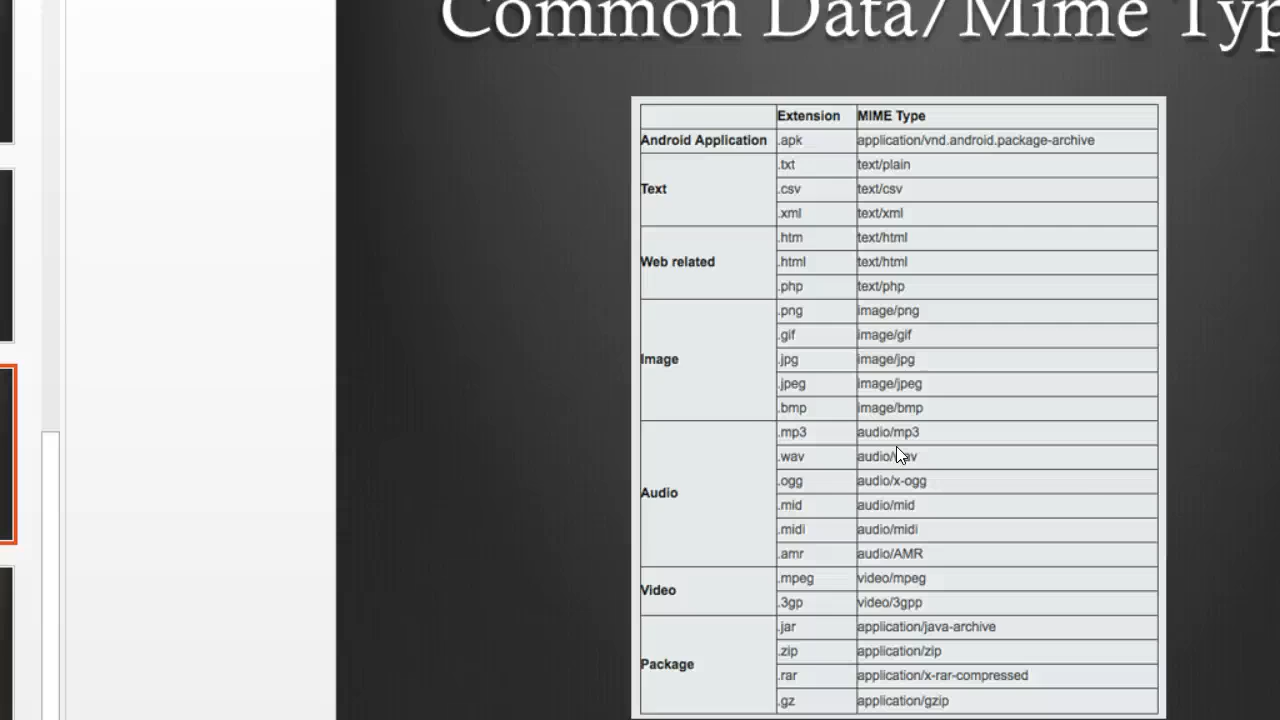 Common Data/Mime Typ
Extension MIME Type
Android Application .apk application/vnd.android.package-archive
Text
.txt text/plain
.csv text/csv
.xml text/xml
Web related
.htm text/html
.html text/html
.php text/php
Image
.png image/png
.gif image/gif
.jpg image/jpg
.jpeg image/jpeg
.bmp image/bmp
Audio
.mp3 audio/mp3
.wav audio/wav
.ogg audio/x-ogg
.mid audio/mid
.midi audio/midi
.amr audio/AMR
Video
.mpeg video/mpeg
.3gp video/3gpp
Package
.jar application/java-archive
.zip application/zip
.rar application/x-rar-compressed
.gz application/gzip